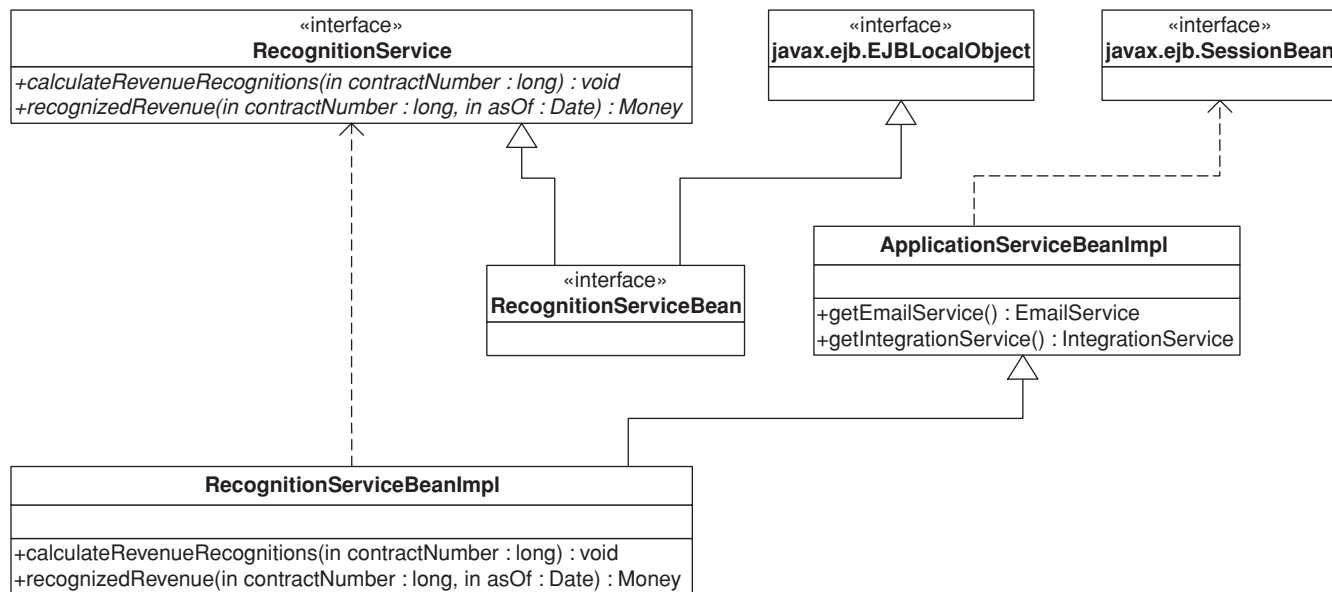 «interface»
RecognitionService
+calculateRevenueRecognitions(in contractNumber : long) : void
+recognizedRevenue(in contractNumber : long, in asOf : Date) : Money
«interface»
javax.ejb.EJBLocalObject
«interface»
javax.ejb.SessionBean
«interface»
RecognitionServiceBean
ApplicationServiceBeanImpl
+getEmailService() : EmailService
+getIntegrationService() : IntegrationService
RecognitionServiceBeanImpl
+calculateRevenueRecognitions(in contractNumber : long) : void
+recognizedRevenue(in contractNumber : long, in asOf : Date) : Money